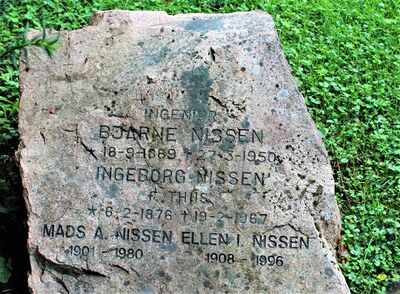 INGENIØR
BJARNE NISSEN
* 18-9-1869 † 27-3-1950
INGEBORG NISSEN
F. THIIS
* 6-2-1876 † 19-2-1967
MADS A. NISSEN ELLEN I. NISSEN
1901-1980 1908-1996